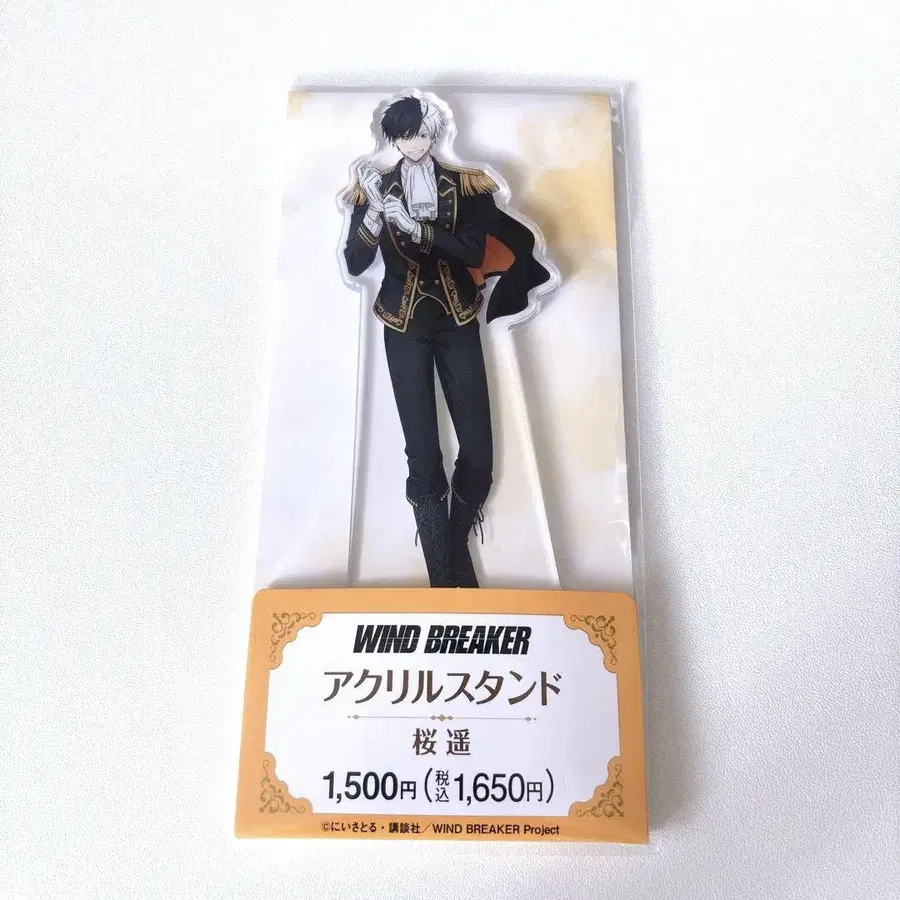 WIND BREAKER
アクリルスタンド
桜 遥
1,500円(税込1,650円)
©にいさとる・講談社/WIND BREAKER Project